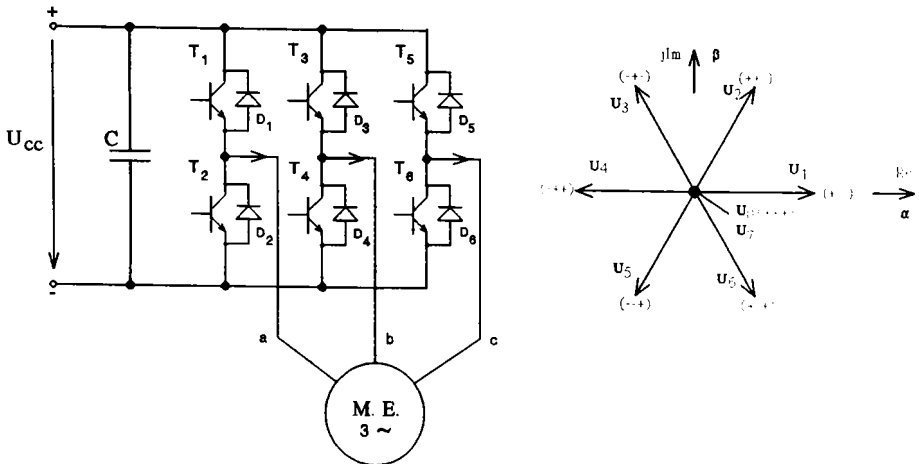 +
T1
T3
T5
D1
D3
D5
Ucc
C
T2
T4
T6
D2
D4
D6
-
a
b
c
M. E.
3 ~
jIm
β
(-+-)
(++-)
U3
U2
U4
U1
(-++)
α
U7
U5
U6
(--+)